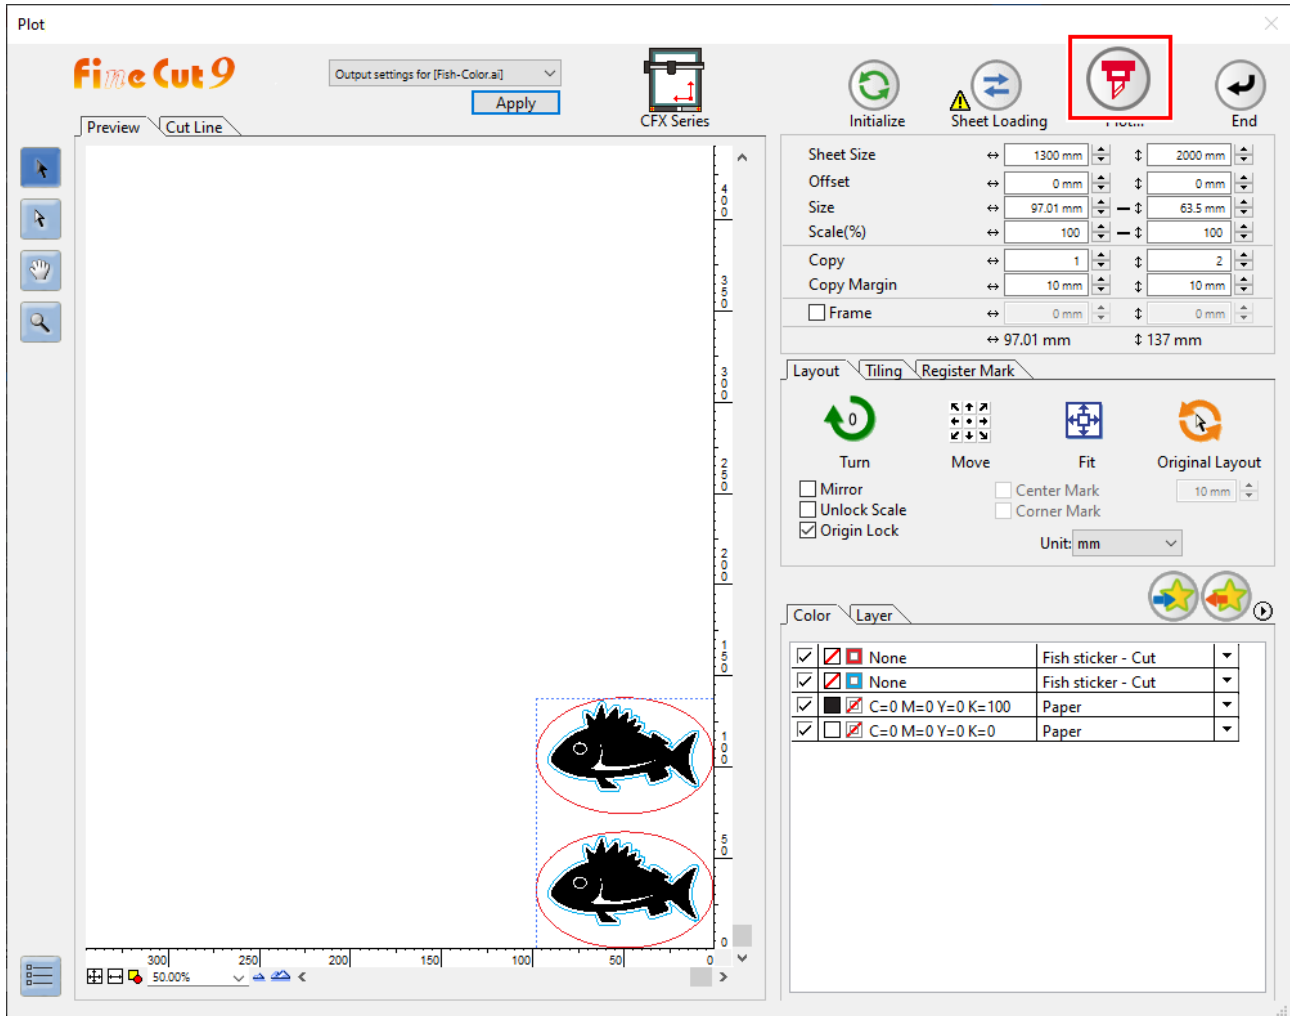 Plot
Fine Cut 9
Output settings for [Fish-Color.ai]
Apply
CFX Series
Initialize
Sheet Loading
Plot...
End
Preview
Cut Line
Sheet Size 1300 mm 2000 mm
Offset 0 mm 0 mm
Size 97.01 mm 63.5 mm
Scale(%) 100 100
Copy 1 2
Copy Margin 10 mm 10 mm
Frame 0 mm 0 mm
97.01 mm 137 mm
Layout Tiling Register Mark
0
Turn Move Fit Original Layout
Mirror Center Mark 10 mm
Unlock Scale Corner Mark
Origin Lock
Unit: mm
Color Layer
None Fish sticker - Cut
None Fish sticker - Cut
C=0 M=0 Y=0 K=100 Paper
C=0 M=0 Y=0 K=0 Paper
400
350
300
250
200
150
100
50
0
300 250 200 150 100 50 0
50.00%